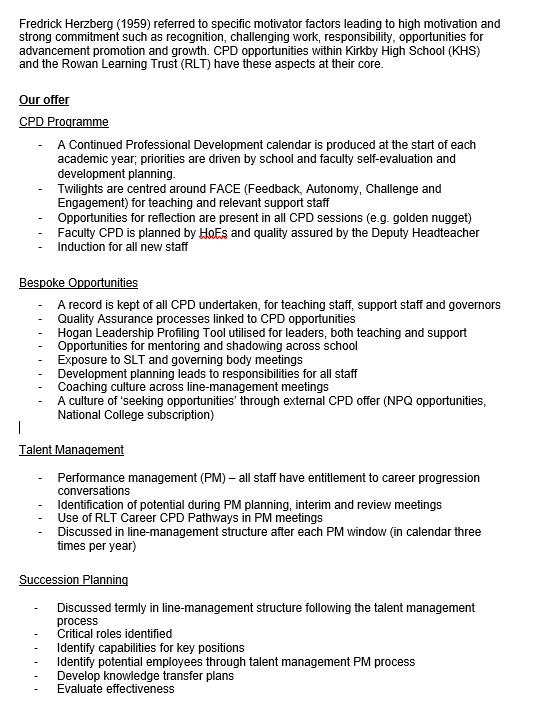 Fredrick Herzberg (1959) referred to specific motivator factors leading to high motivation and
strong commitment such as recognition, challenging work, responsibility, opportunities for
advancement promotion and growth. CPD opportunities within Kirkby High School (KHS)
and the Rowan Learning Trust (RLT) have these aspects at their core.
Our offer
CPD Programme
- A Continued Professional Development calendar is produced at the start of each
academic year; priorities are driven by school and faculty self-evaluation and
development planning.
- Twilights are centred around FACE (Feedback, Autonomy, Challenge and
Engagement) for teaching and relevant support staff
- Opportunities for reflection are present in all CPD sessions (e.g. golden nugget)
- Faculty CPD is planned by HoFs and quality assured by the Deputy Headteacher
- Induction for all new staff
Bespoke Opportunities
- A record is kept of all CPD undertaken, for teaching staff, support staff and governors
- Quality Assurance processes linked to CPD opportunities
- Hogan Leadership Profiling Tool utilised for leaders, both teaching and support
- Opportunities for mentoring and shadowing across school
- Exposure to SLT and governing body meetings
- Development planning leads to responsibilities for all staff
- Coaching culture across line-management meetings
- A culture of ‘seeking opportunities’ through external CPD offer (NPQ opportunities,
National College subscription)
Talent Management
- Performance management (PM) – all staff have entitlement to career progression
conversations
- Identification of potential during PM planning, interim and review meetings
- Use of RLT Career CPD Pathways in PM meetings
- Discussed in line-management structure after each PM window (in calendar three
times per year)
Succession Planning
- Discussed termly in line-management structure following the talent management
process
- Critical roles identified
- Identify capabilities for key positions
- Identify potential employees through talent management PM process
- Develop knowledge transfer plans
- Evaluate effectiveness